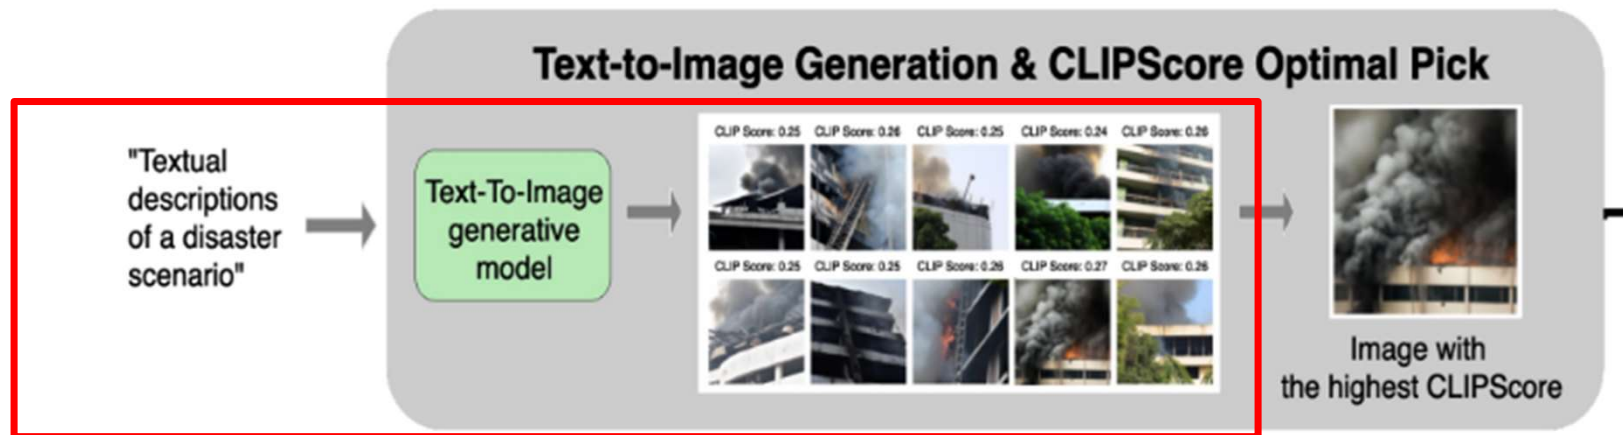 Text-to-Image Generation & CLIPScore Optimal Pick
"Textual
descriptions
of a disaster
scenario"
Text-To-Image
generative
model
CLIP Score: 0.25 CLIP Score: 0.26 CLIP Score: 0.25 CLIP Score: 0.24 CLIP Score: 0.26
CLIP Score: 0.25 CLIP Score: 0.25 CLIP Score: 0.26 CLIP Score: 0.27 CLIP Score: 0.26
Image with
the highest CLIPScore